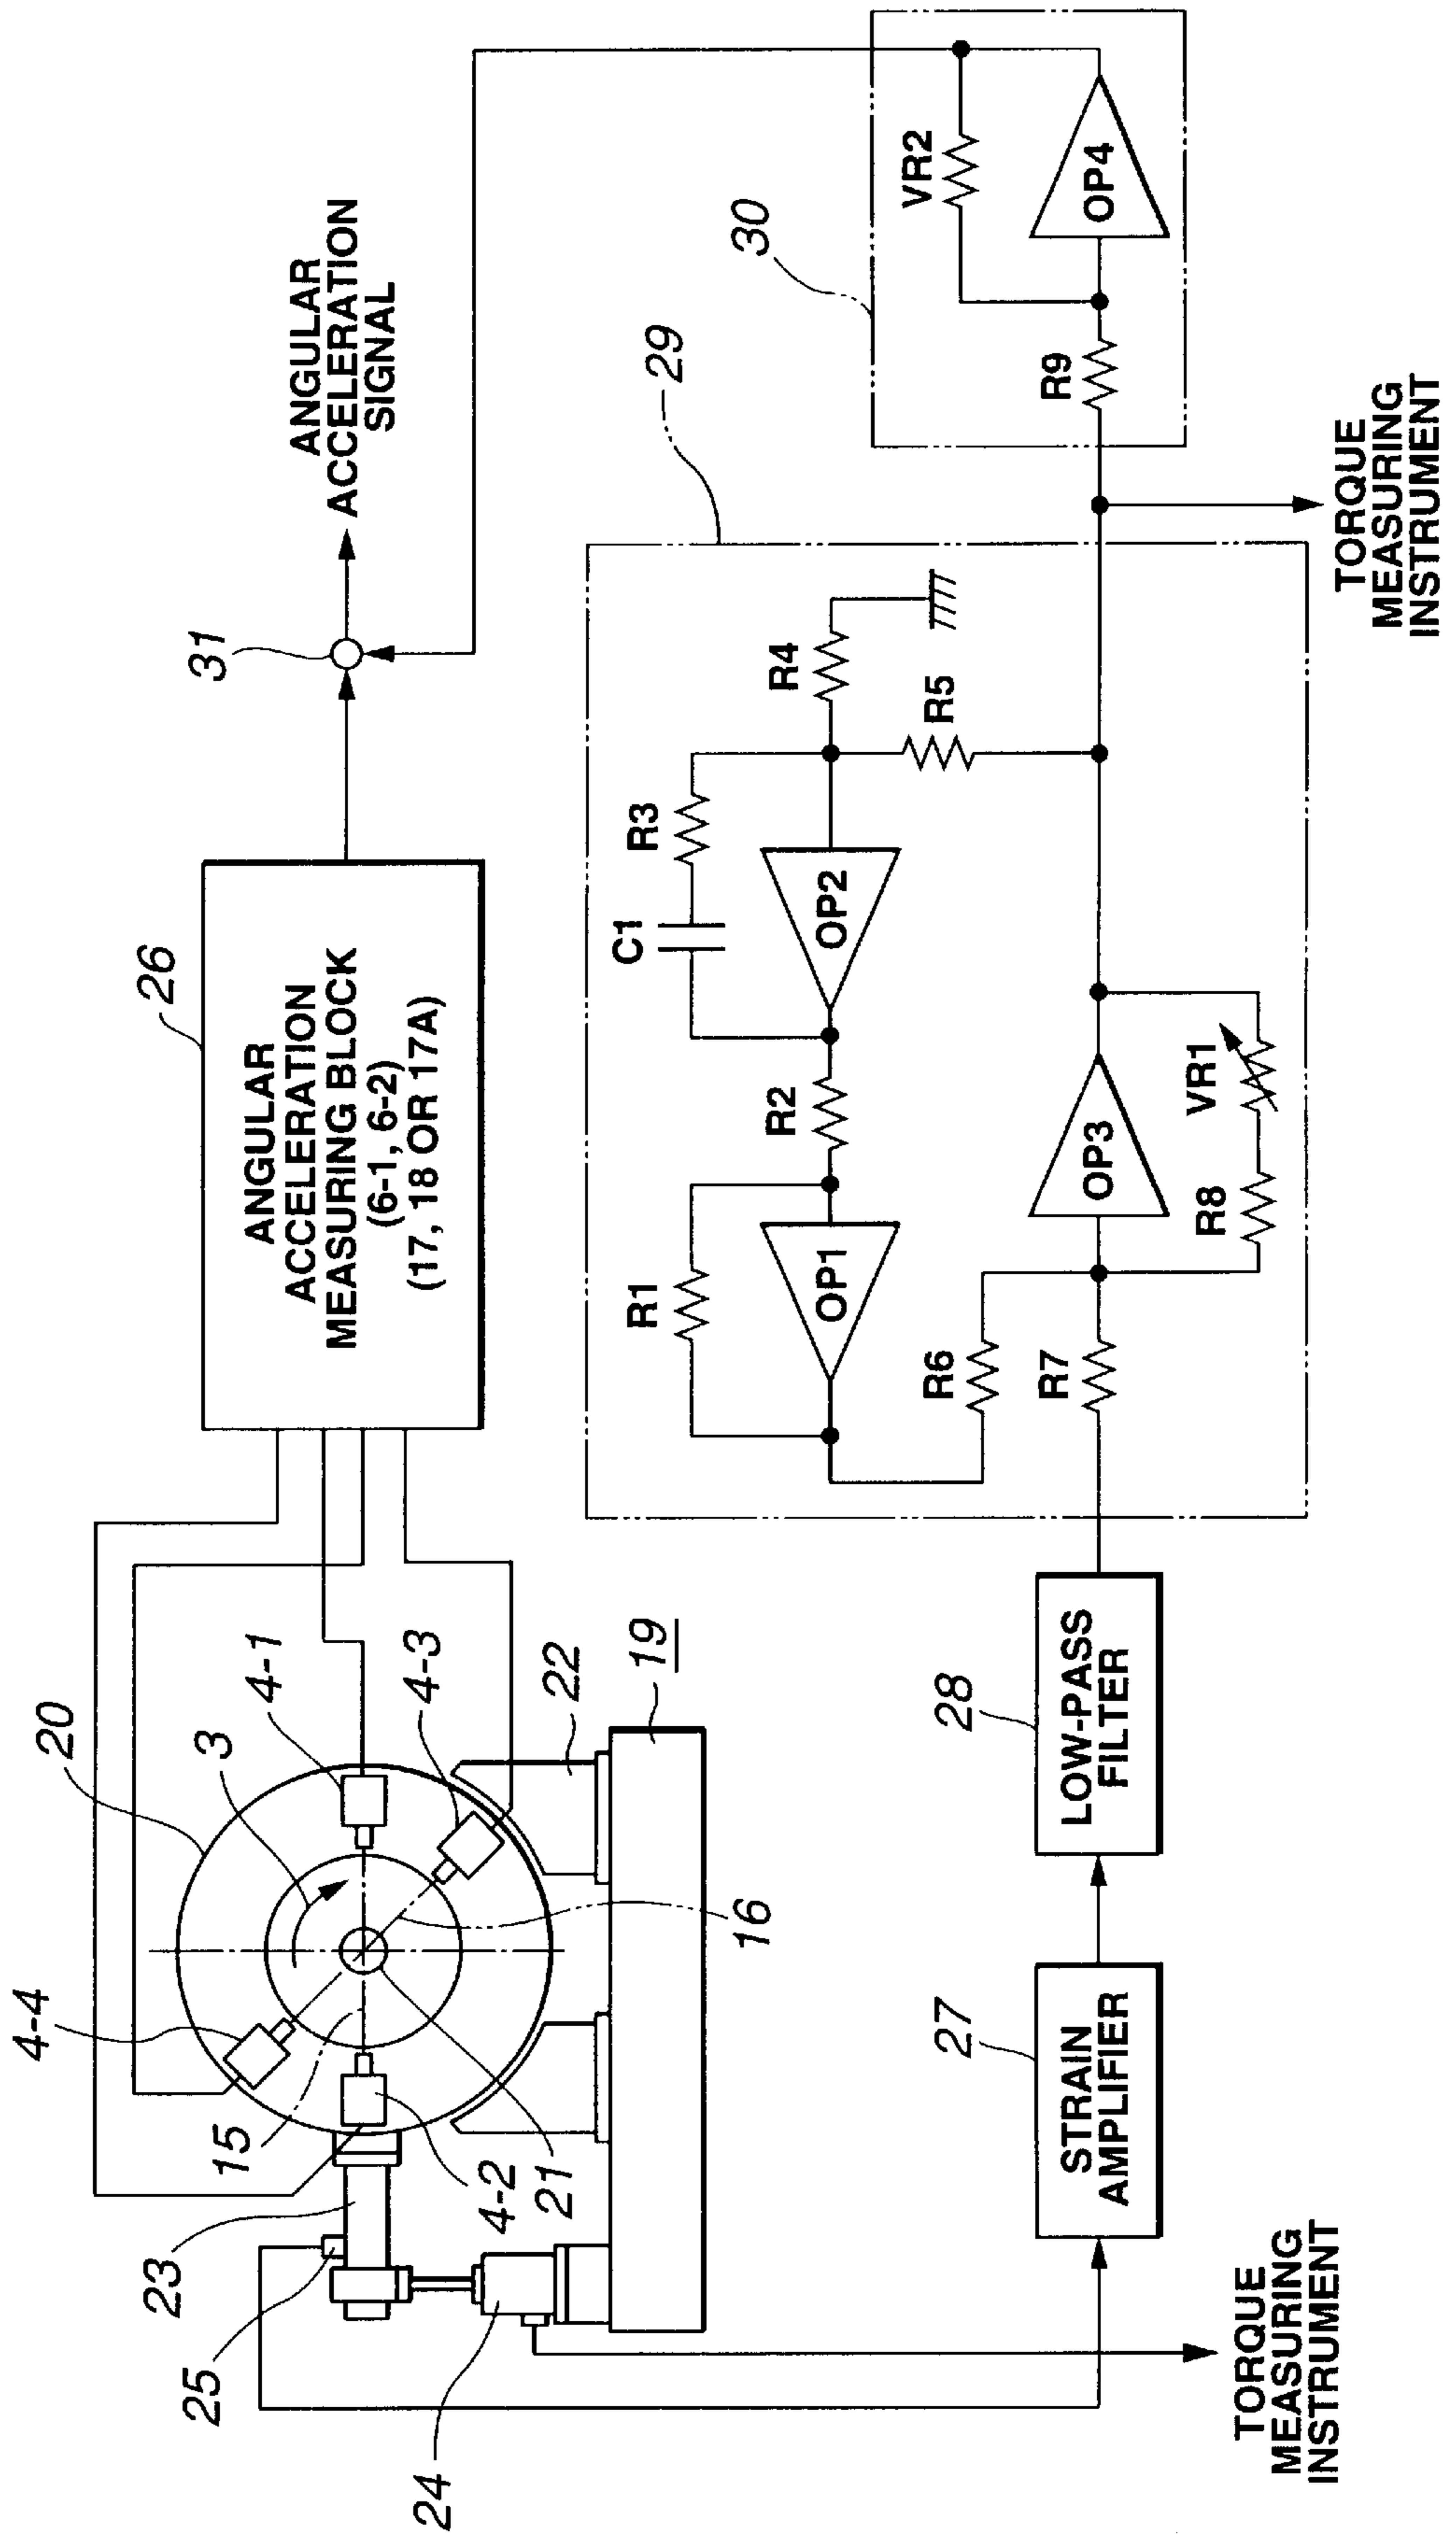 20
3
4-1
4-3
4-4
15
23
25
24
4-2
21
16
22
19
26
ANGULAR
ACCELERATION
MEASURING BLOCK
(6-1, 6-2)
(17, 18 OR 17A)
31
ANGULAR
ACCELERATION
SIGNAL
27
STRAIN
AMPLIFIER
28
LOW-PASS
FILTER
29
R1
OP1
R2
C1
R3
OP2
R4
R5
R6
R7
OP3
R8
VR1
30
R9
VR2
OP4
TORQUE
MEASURING
INSTRUMENT
TORQUE
MEASURING
INSTRUMENT